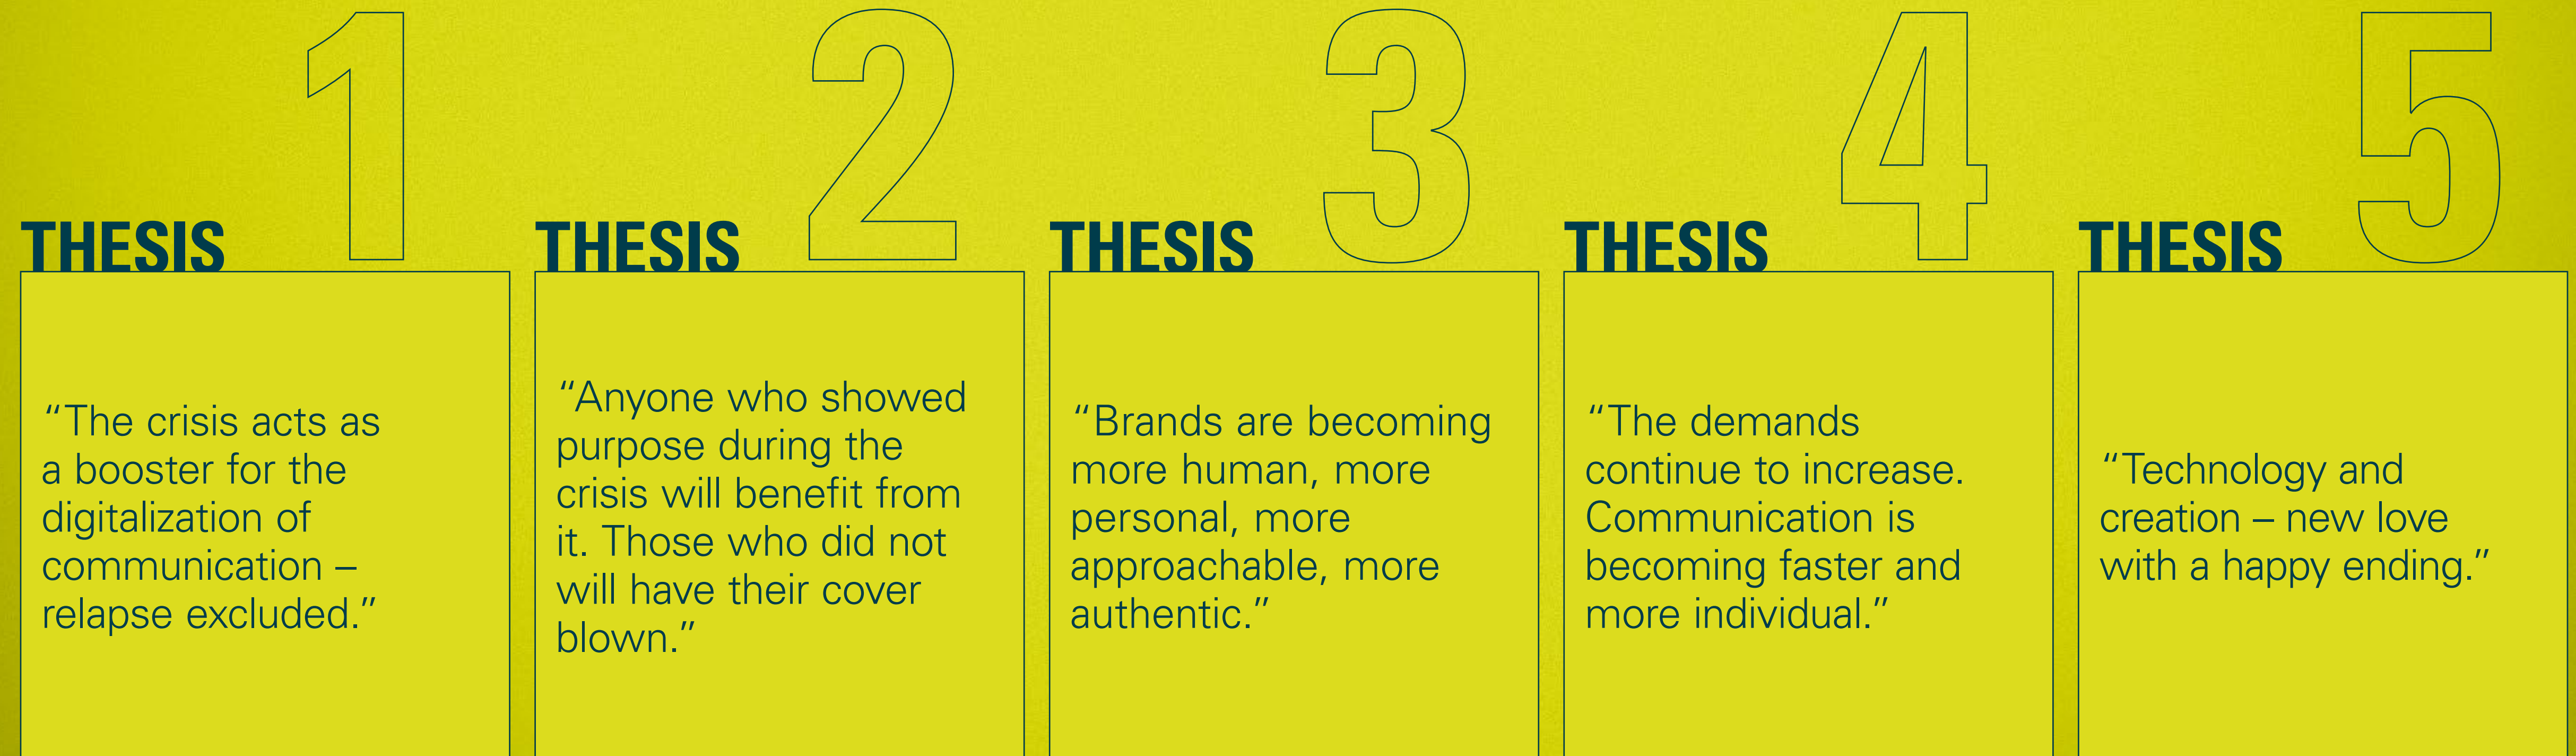 THESIS 1
“The crisis acts as
a booster for the
digitalization of
communication –
relapse excluded.”
THESIS 2
“Anyone who showed
purpose during the
crisis will benefit from
it. Those who did not
will have their cover
blown.”
THESIS 3
“Brands are becoming
more human, more
personal, more
approachable, more
authentic.”
THESIS 4
“The demands
continue to increase.
Communication is
becoming faster and
more individual.”
THESIS 5
“Technology and
creation – new love
with a happy ending.”